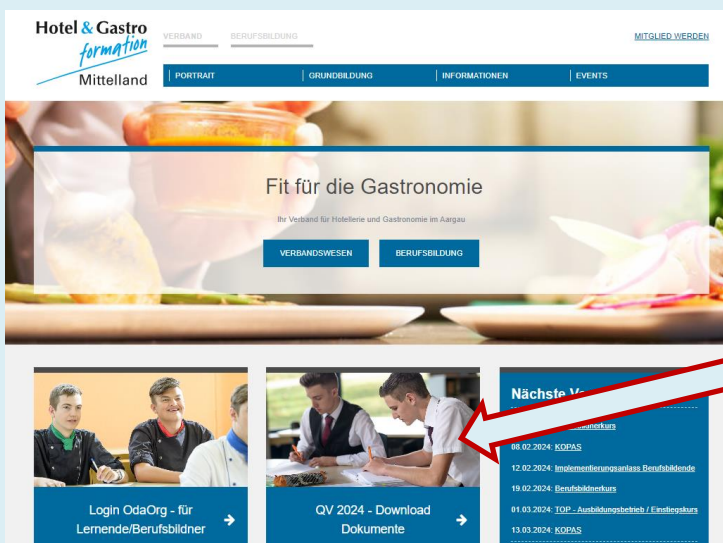 Hotel & Gastro
formation
Mittelland
VERBAND BERUFSBILDUNG
MITGLIED WERDEN
PORTRAIT GRUNDBILDUNG INFORMATIONEN EVENTS
Fit für die Gastronomie
Ihr Verband für Hotellerie und Gastronomie im Aargau
VERBANDSWESEN BERUFSBILDUNG
Login OdaOrg - für
Lernende/Berufsbildner
QV 2024 - Download
Dokumente
Nächste
08.02.2024: KOPAS
12.02.2024: Implementierungsanlass Berufsbildende
19.02.2024: Berufsbildnerkurs
01.03.2024: TOP - Ausbildungsbetrieb / Einstiegskurs
13.03.2024: KOPAS